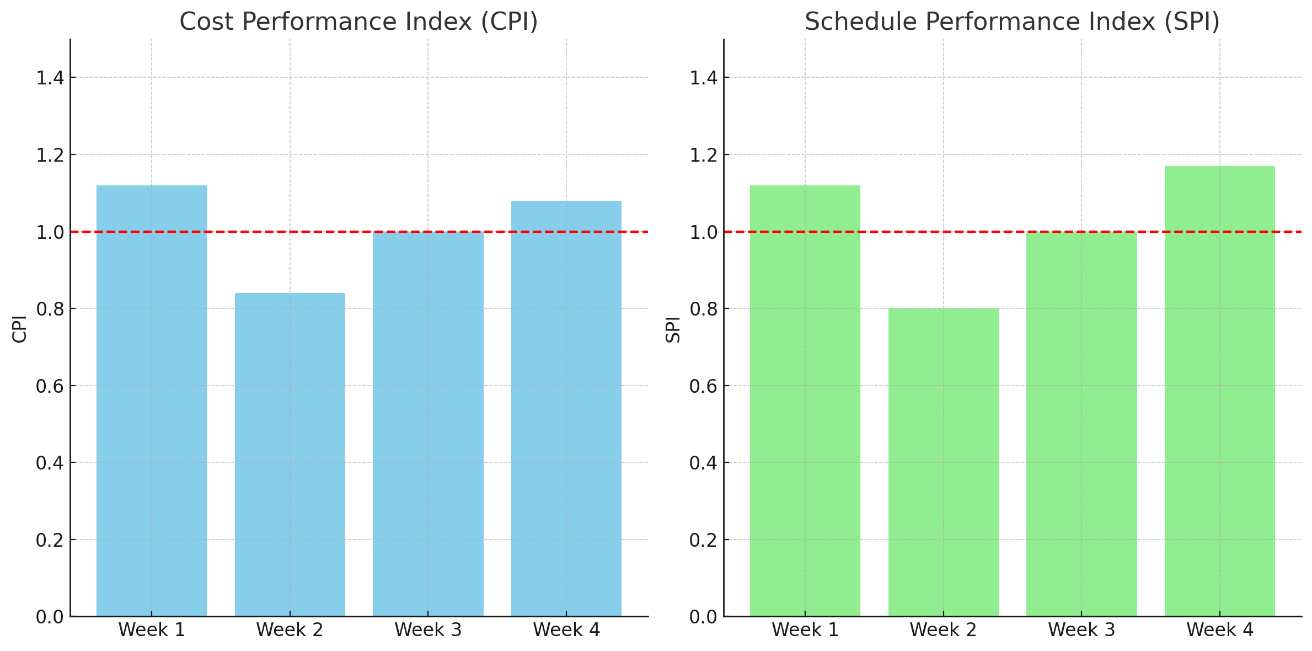 Cost Performance Index (CPI)
1.4
1.2
1.0
0.8
0.6
0.4
0.2
0.0
CPI
Week 1
Week 2
Week 3
Week 4
Schedule Performance Index (SPI)
1.4
1.2
1.0
0.8
0.6
0.4
0.2
0.0
SPI
Week 1
Week 2
Week 3
Week 4